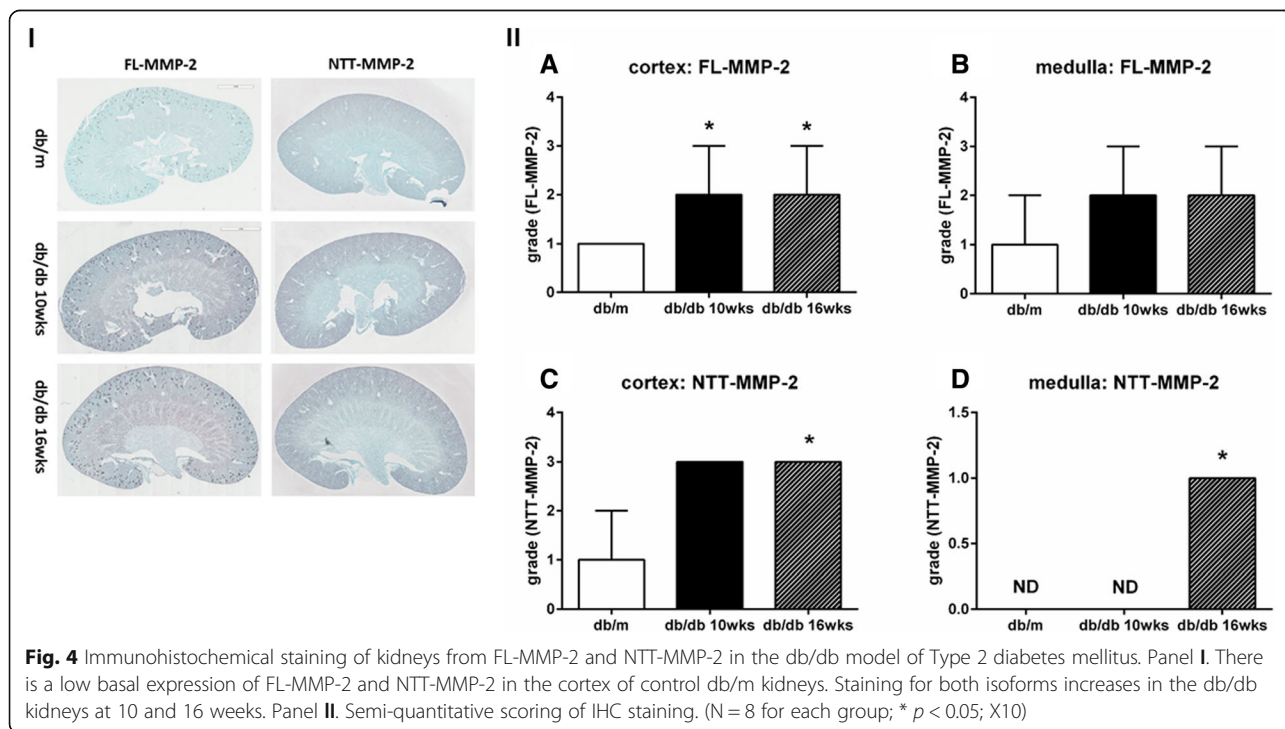 I
FL-MMP-2 NTT-MMP-2
db/m
db/db 10wks
db/db 16wks
II
A cortex: FL-MMP-2
grade (FL-MMP-2)
4
3
2
1
0
* *
db/m db/db 10wks db/db 16wks
B medulla: FL-MMP-2
grade (FL-MMP-2)
4
3
2
1
0
db/m db/db 10wks db/db 16wks
C cortex: NTT-MMP-2
grade (NTT-MMP-2)
4
3
2
1
0
*
db/m db/db 10wks db/db 16wks
D medulla: NTT-MMP-2
grade (NTT-MMP-2)
1.5
1.0
0.5
0.0
ND ND *
db/m db/db 10wks db/db 16wks
Fig. 4 Immunohistochemical staining of kidneys from FL-MMP-2 and NTT-MMP-2 in the db/db model of Type 2 diabetes mellitus. Panel I. There
is a low basal expression of FL-MMP-2 and NTT-MMP-2 in the cortex of control db/m kidneys. Staining for both isoforms increases in the db/db
kidneys at 10 and 16 weeks. Panel II. Semi-quantitative scoring of IHC staining. (N = 8 for each group; * p < 0.05; X10)